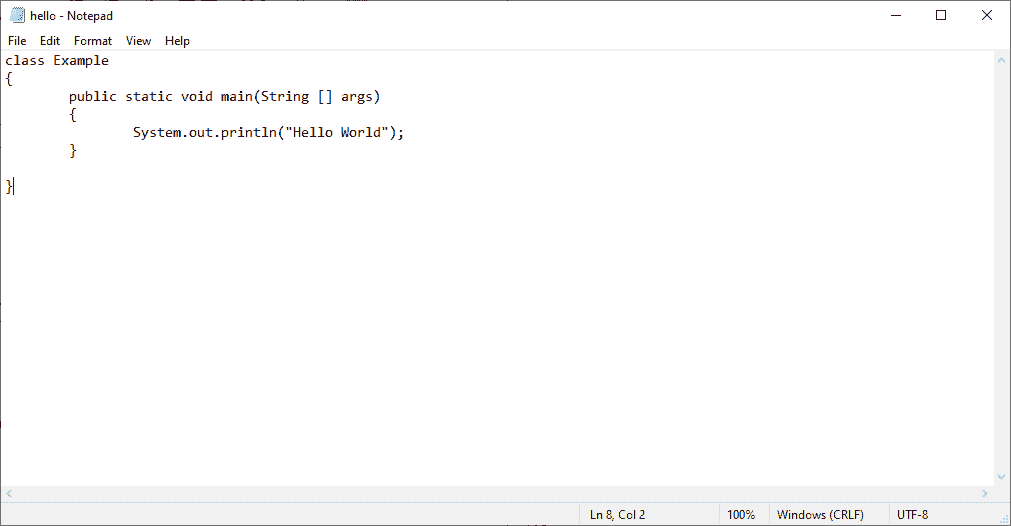 hello - Notepad
File Edit Format View Help
class Example
{
        public static void main(String [] args)
        {
                System.out.println("Hello World");
        }

}
Ln 8, Col 2 100% Windows (CRLF) UTF-8